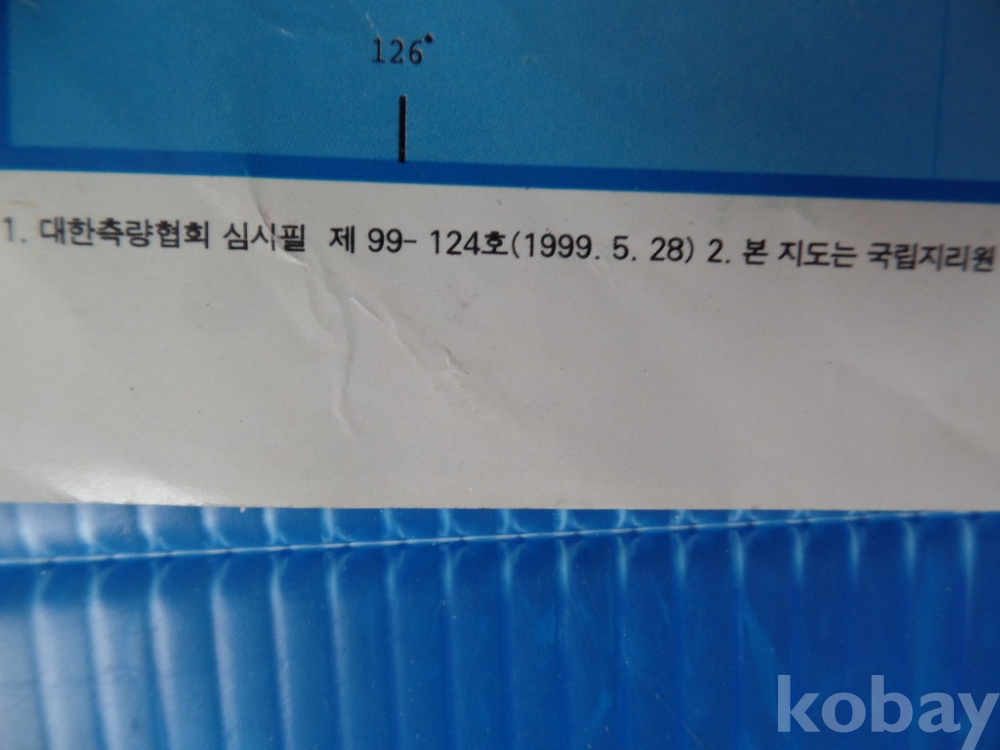 126°
1. 대한측량협회 심사필 제 99- 124호(1999. 5. 28) 2. 본 지도는 국립지리원
kobay